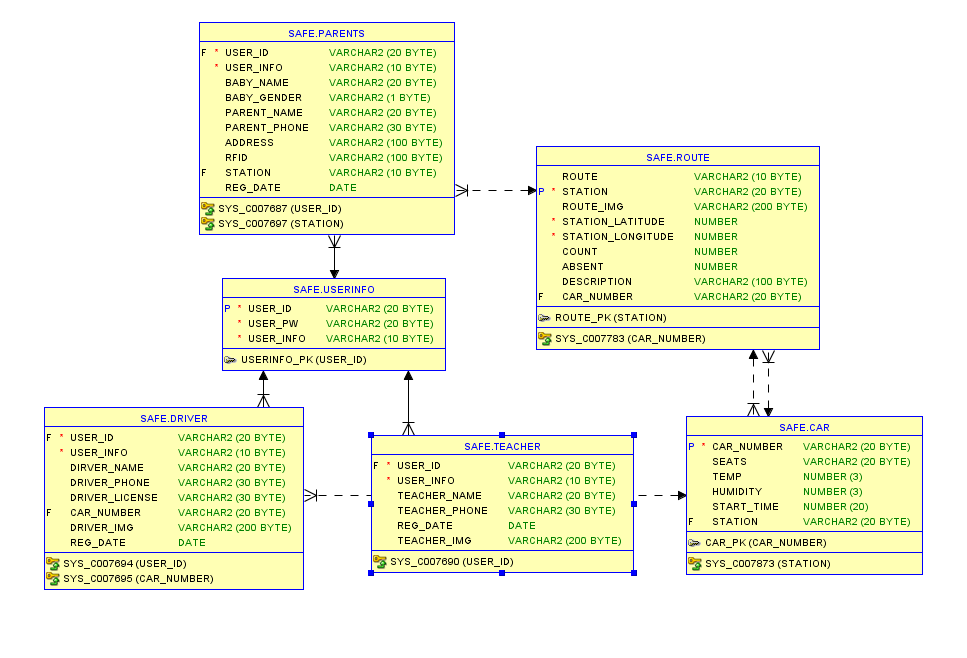 SAFE.PARENTS
F * USER_ID VARCHAR2 (20 BYTE)
* USER_INFO VARCHAR2 (10 BYTE)
BABY_NAME VARCHAR2 (20 BYTE)
BABY_GENDER VARCHAR2 (1 BYTE)
PARENT_NAME VARCHAR2 (20 BYTE)
PARENT_PHONE VARCHAR2 (30 BYTE)
ADDRESS VARCHAR2 (100 BYTE)
RFID VARCHAR2 (100 BYTE)
F STATION VARCHAR2 (10 BYTE)
REG_DATE DATE
SYS_C007687 (USER_ID)
SYS_C007697 (STATION)
SAFE.ROUTE
ROUTE VARCHAR2 (10 BYTE)
P * STATION VARCHAR2 (20 BYTE)
ROUTE_IMG VARCHAR2 (200 BYTE)
* STATION_LATITUDE NUMBER
* STATION_LONGITUDE NUMBER
COUNT NUMBER
ABSENT NUMBER
DESCRIPTION VARCHAR2 (100 BYTE)
F CAR_NUMBER VARCHAR2 (20 BYTE)
ROUTE_PK (STATION)
SYS_C007783 (CAR_NUMBER)
SAFE.USERINFO
P * USER_ID VARCHAR2 (20 BYTE)
* USER_PW VARCHAR2 (20 BYTE)
* USER_INFO VARCHAR2 (10 BYTE)
USERINFO_PK (USER_ID)
SAFE.DRIVER
F * USER_ID VARCHAR2 (20 BYTE)
* USER_INFO VARCHAR2 (10 BYTE)
DIRVER_NAME VARCHAR2 (20 BYTE)
DRIVER_PHONE VARCHAR2 (30 BYTE)
DRIVER_LICENSE VARCHAR2 (30 BYTE)
F CAR_NUMBER VARCHAR2 (20 BYTE)
DRIVER_IMG VARCHAR2 (200 BYTE)
REG_DATE DATE
SYS_C007694 (USER_ID)
SYS_C007695 (CAR_NUMBER)
SAFE.TEACHER
F * USER_ID VARCHAR2 (20 BYTE)
* USER_INFO VARCHAR2 (10 BYTE)
TEACHER_NAME VARCHAR2 (20 BYTE)
TEACHER_PHONE VARCHAR2 (30 BYTE)
REG_DATE DATE
TEACHER_IMG VARCHAR2 (200 BYTE)
SYS_C007690 (USER_ID)
SAFE.CAR
P * CAR_NUMBER VARCHAR2 (20 BYTE)
SEATS VARCHAR2 (20 BYTE)
TEMP NUMBER (3)
HUMIDITY NUMBER (3)
START_TIME NUMBER (20)
F STATION VARCHAR2 (20 BYTE)
CAR_PK (CAR_NUMBER)
SYS_C007873 (STATION)